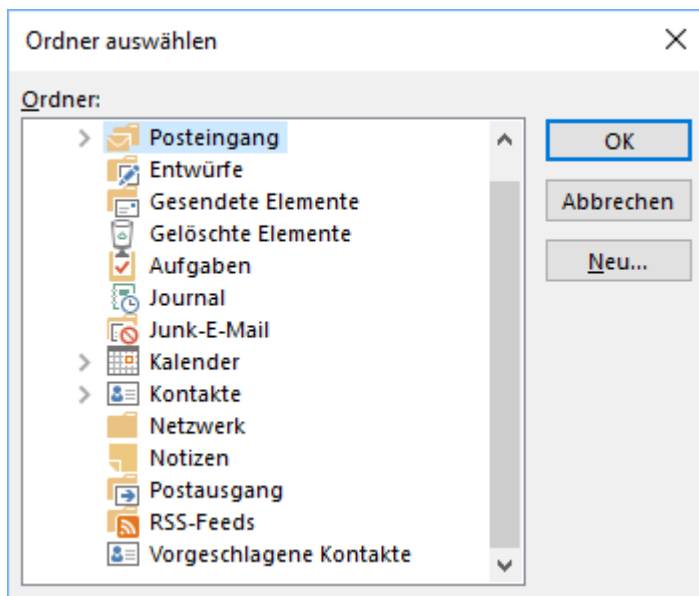 Ordner auswählen
Ordner:
Posteingang
Entwürfe
Gesendete Elemente
Gelöschte Elemente
Aufgaben
Journal
Junk-E-Mail
Kalender
Kontakte
Netzwerk
Notizen
Postausgang
RSS-Feeds
Vorgeschlagene Kontakte
OK
Abbrechen
Neu...